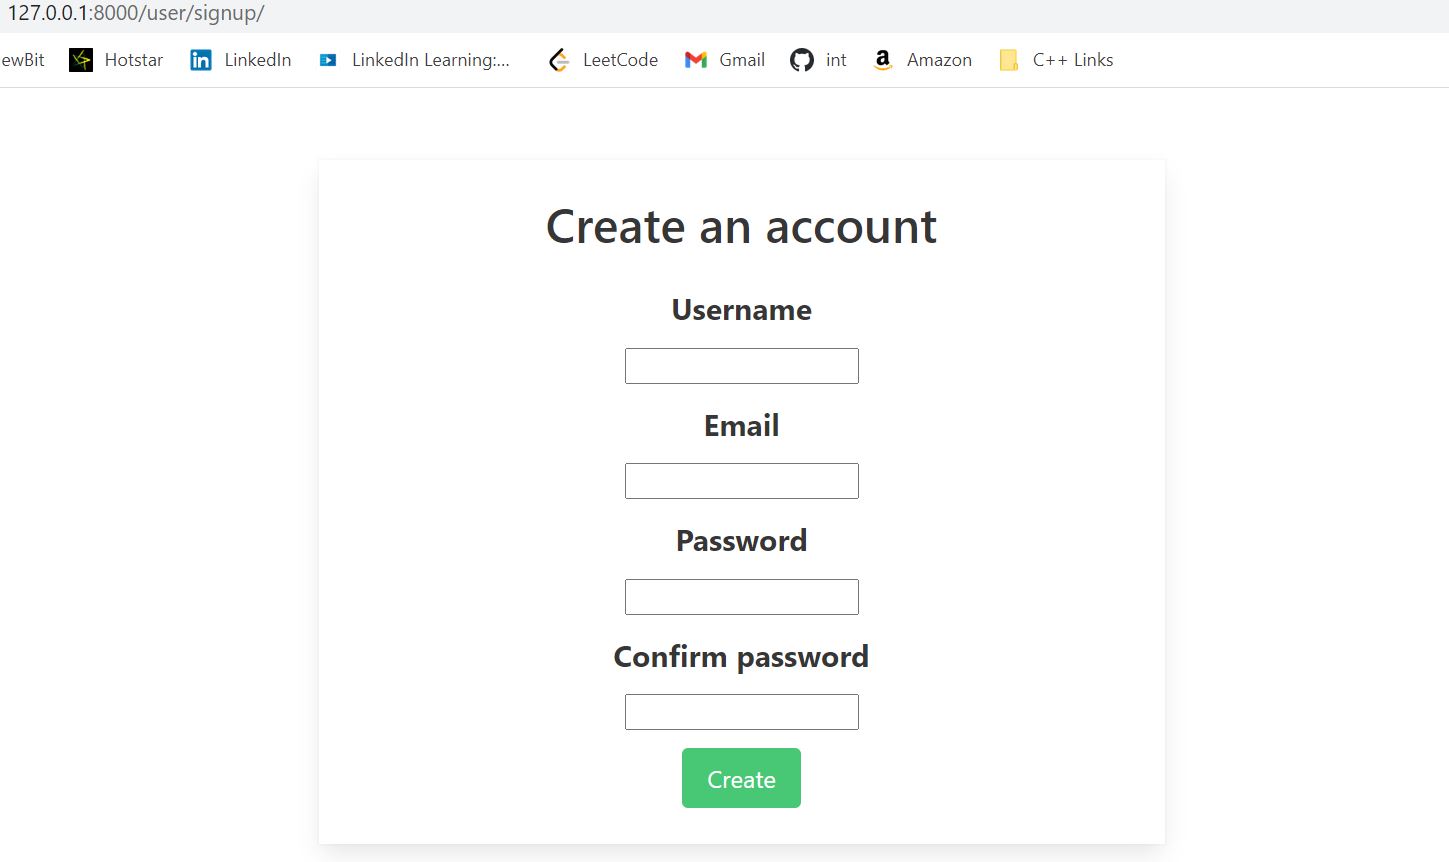 127.0.0.1:8000/user/signup/
ewBit Hotstar LinkedIn LinkedIn Learning:... LeetCode Gmail int Amazon C++ Links
Create an account
Username
Email
Password
Confirm password
Create